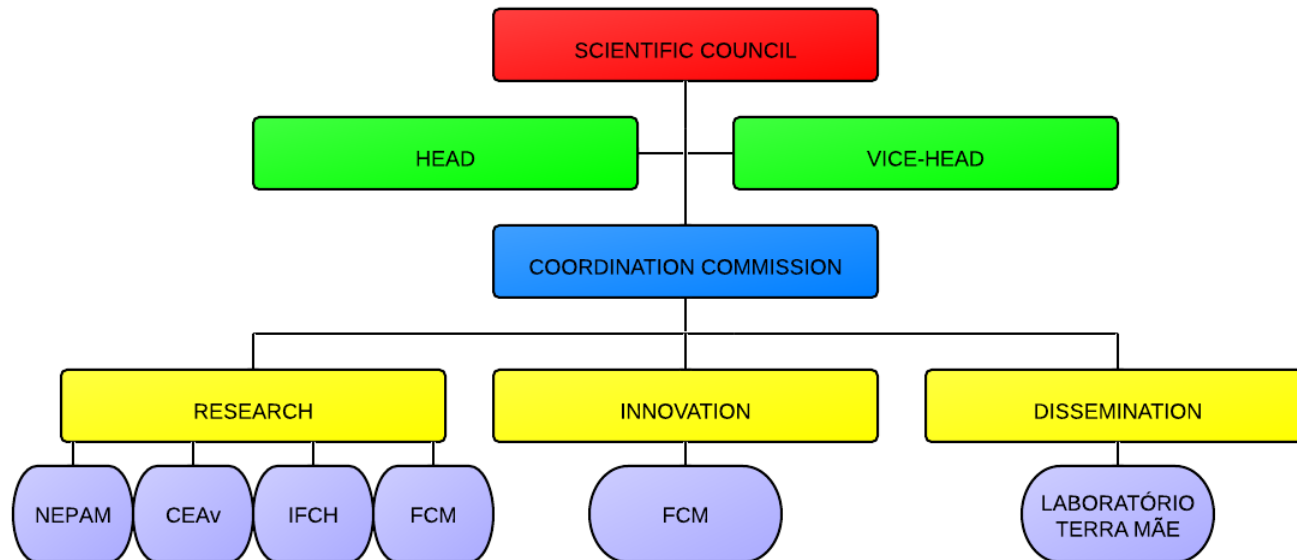 SCIENTIFIC COUNCIL
HEAD
VICE-HEAD
COORDINATION COMMISSION
RESEARCH
INNOVATION
DISSEMINATION
NEPAM
CEAv
IFCH
FCM
FCM
LABORATÓRIO
TERRA MÃE